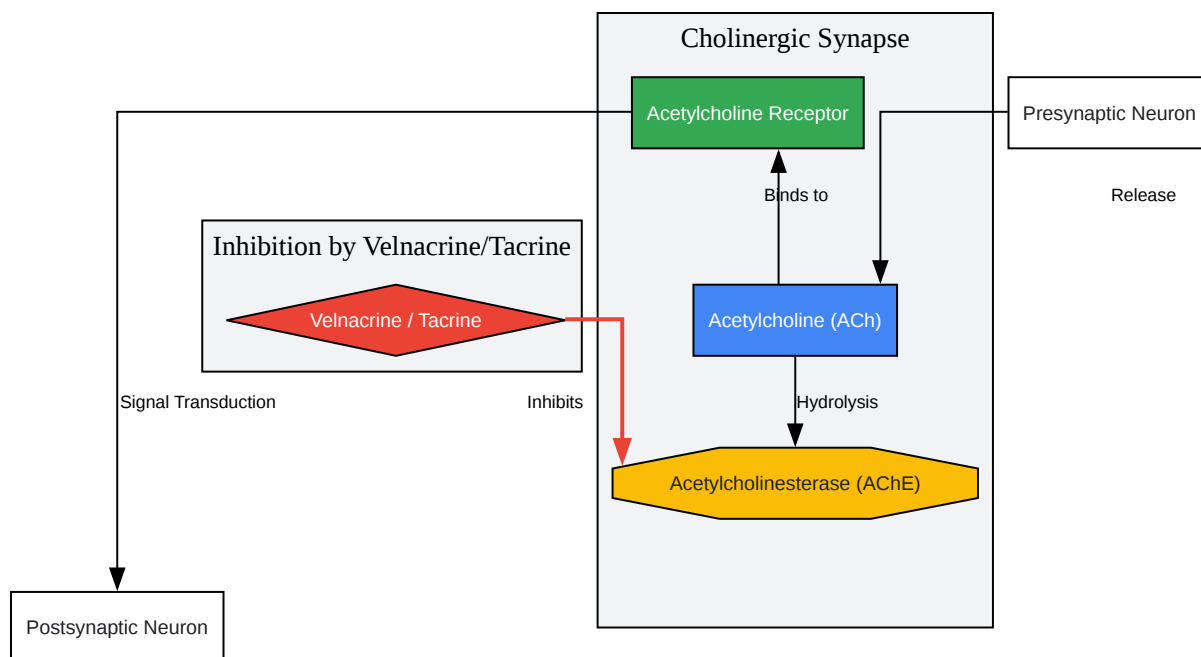 Cholinergic Synapse
Acetylcholine Receptor
Presynaptic Neuron
Binds to
Release
Inhibition by Velnacrine/Tacrine
Velnacrine / Tacrine
Acetylcholine (ACh)
Signal Transduction
Inhibits
Hydrolysis
Acetylcholinesterase (AChE)
Postsynaptic Neuron